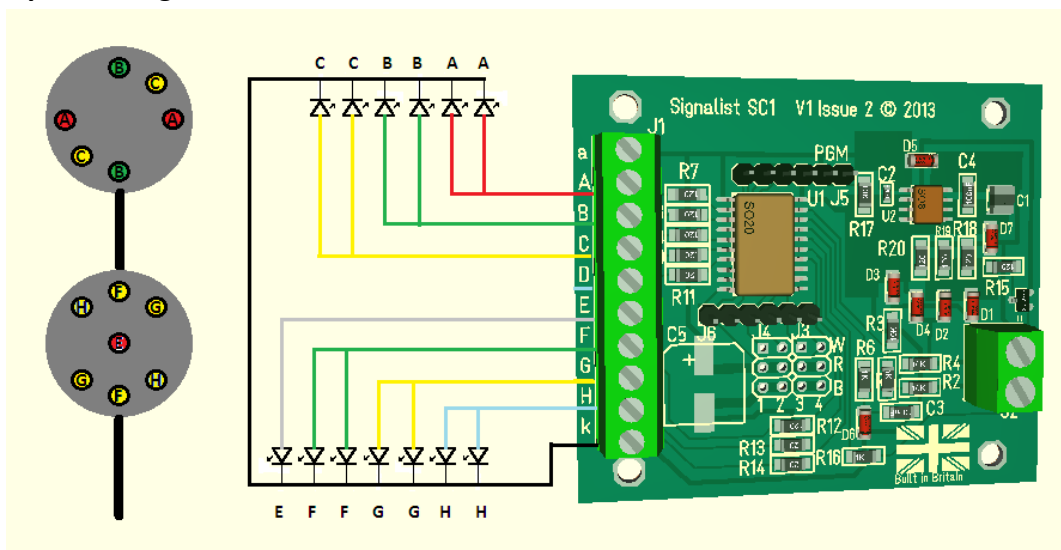 C C B B A A
B
C
A A
C
B
F
H G
E
G H
F
E F F G G H H
Signalist SC1 V1 Issue 2 © 2013
J1
a
A
B
C
D
E
F
G
H
k
R7
R11
SO20
PGM
U1 J5
C2
R17
D5
U2
C4
C1
R20
R19
R18
D7
R15
D3
D4
D2
D1
R3
R6
R4
R2
C3
D6
C5 J6
+
J4 J3
W
R
B
1 2 3 4
R12
R13
R14
R16
1K
J2
Built in Britain